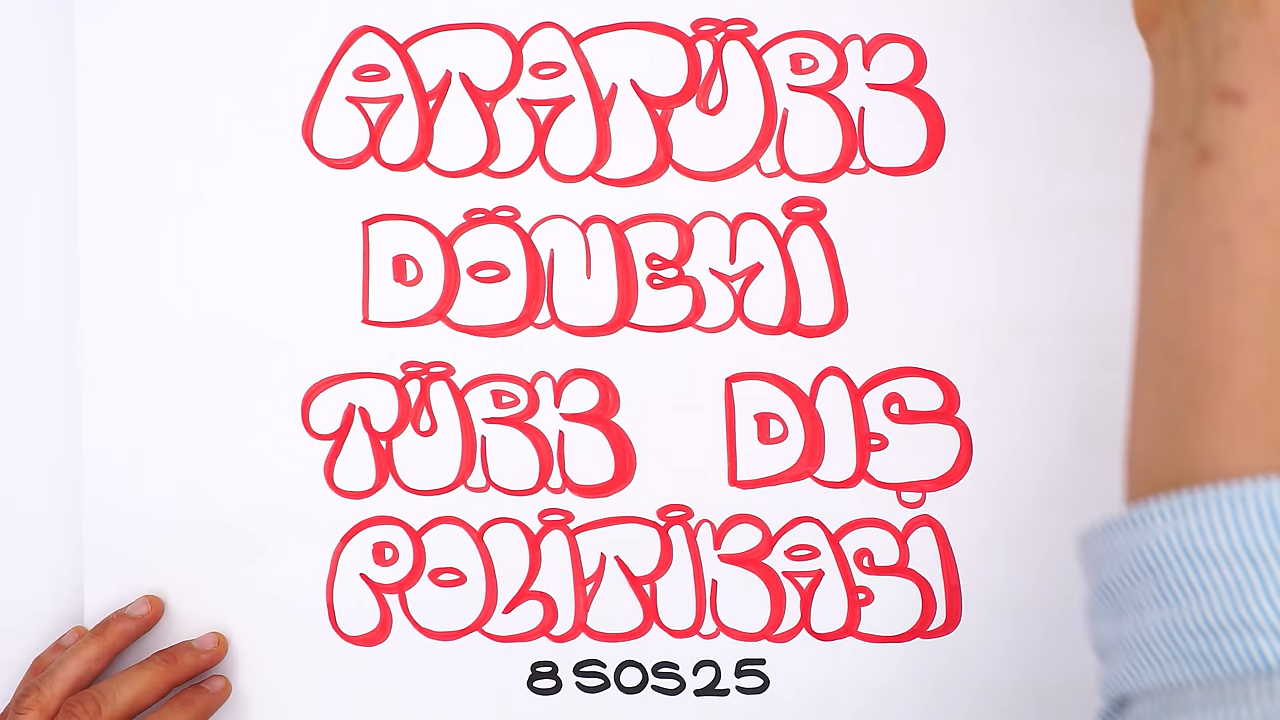 ATATÜRK
DÖNEMİ
TÜRK DIŞ
POLİTİKASI
8SOS25